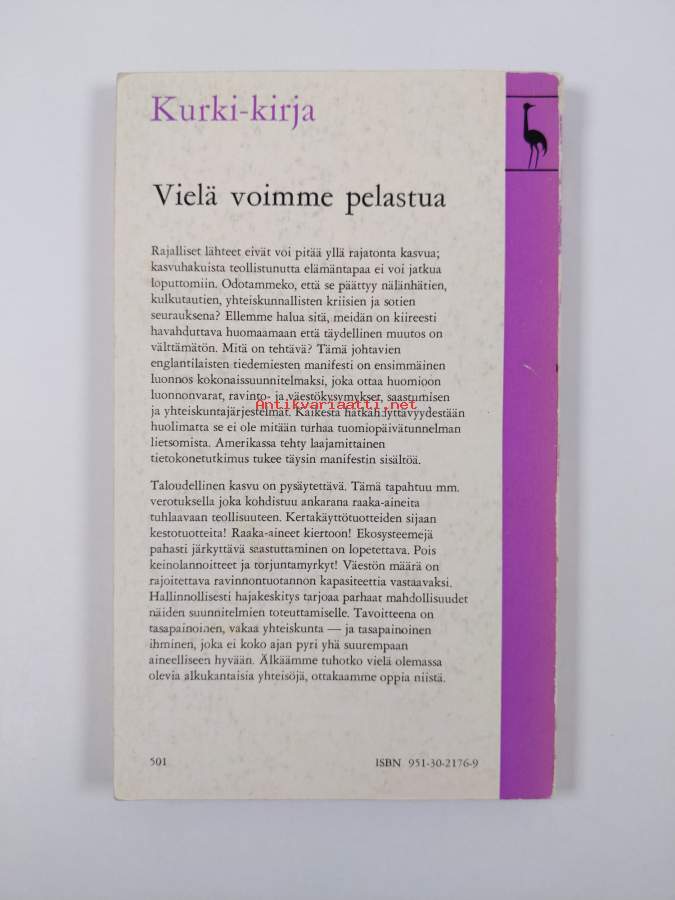 Kurki-kirja
Vielä voimme pelastua
Rajalliset lähteet eivät voi pitää yllä rajatonta kasvua;
kasvuhakuista teollistunutta elämäntapaa ei voi jatkua
loputtomiin. Odotammeko, että se päättyy nälänhätien,
kulkutautien, yhteiskunnallisten kriisien ja sotien
seurauksena? Ellemme halua sitä, meidän on kiireesti
havahduttava huomaamaan että täydellinen muutos on
välttämätön. Mitä on tehtävä? Tämä johtavien
englantilaisten tiedemiesten manifesti on ensimmäinen
luonnos kokonaissuunnitelmaksi, joka ottaa huomioon
luonnonvarat, ravinto- ja väestökysymykset, saastumisen
Antikvariaatti.net
ja yhteiskuntajärjestelmät. Kaikesta hätkähdyttävyydestään
huolimatta se ei ole mitään turhaa tuomiopäivätunnelman
lietsomista. Amerikassa tehty laajamittainen
tietokonetutkimus tukee täysin manifestin sisältöä.
Taloudellinen kasvu on pysäytettävä. Tämä tapahtuu mm.
verotuksella joka kohdistuu ankarana raaka-aineita
tuhlaavaan teollisuuteen. Kertakäyttötuotteiden sijaan
kestotuotteita! Raaka-aineet kiertoon! Ekosysteemejä
pahasti järkyttävä saastuttaminen on lopetettava. Pois
keinolannoitteet ja torjuntamyrkyt! Väestön määrä on
rajoitettava ravinnontuotannon kapasiteettia vastaavaksi.
Hallinnollisesti hajakeskitys tarjoaa parhaat mahdollisuudet
näiden suunnitelmien toteuttamiselle. Tavoitteena on
tasapainoinen, vakaa yhteiskunta — ja tasapainoinen
ihminen, joka ei koko ajan pyri yhä suurempaan
aineelliseen hyvään. Älkäämme tuhotko vielä olemassa
olevia alkukantaisia yhteisöjä, ottakaamme oppia niistä.
501
ISBN 951-30-2176-9